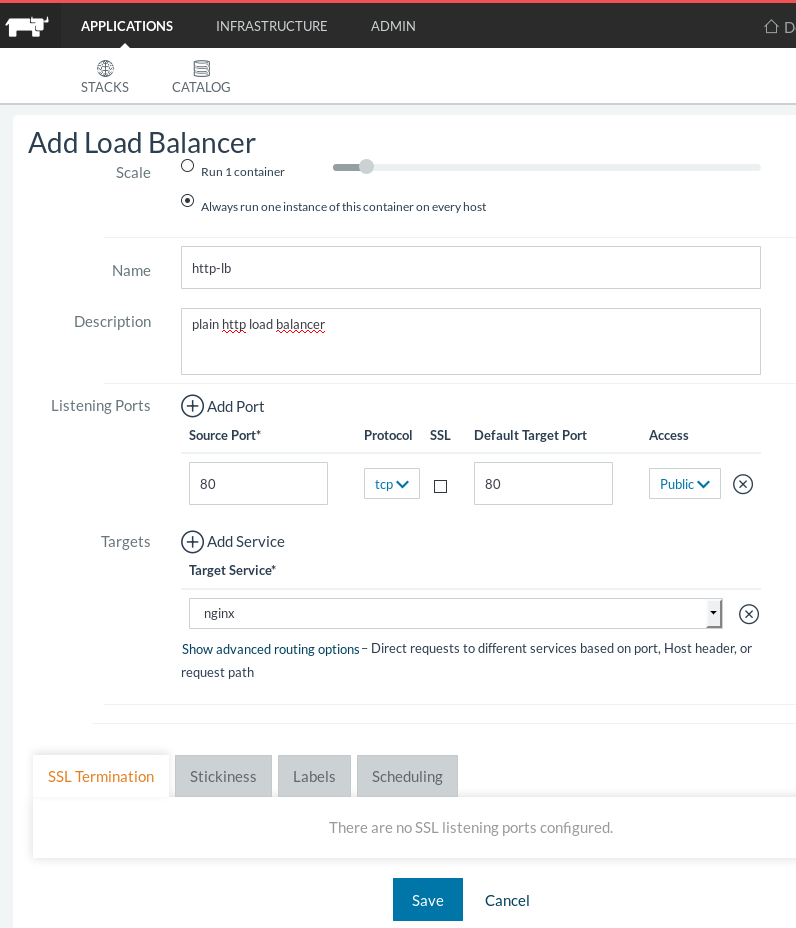 APPLICATIONS INFRASTRUCTURE ADMIN D
STACKS CATALOG
Add Load Balancer
Scale Run 1 container
Always run one instance of this container on every host
Name http-lb
Description plain http load balancer
Listening Ports Add Port
Source Port* Protocol SSL Default Target Port Access
80 tcp 80 Public
Targets Add Service
Target Service*
nginx
Show advanced routing options – Direct requests to different services based on port, Host header, or
request path
SSL Termination Stickiness Labels Scheduling
There are no SSL listening ports configured.
Save Cancel